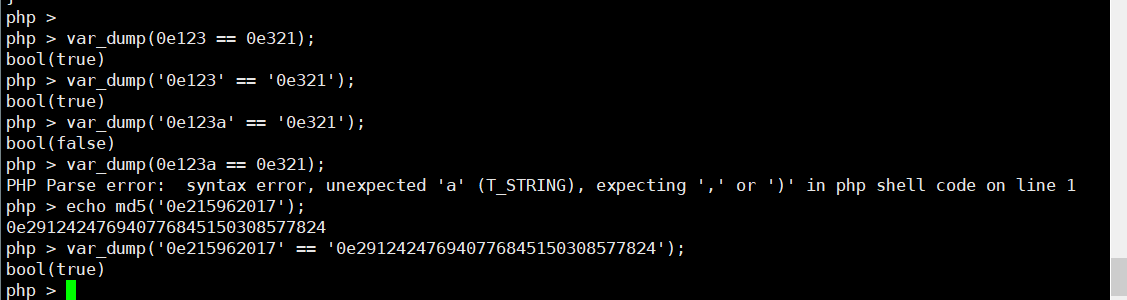 php >
php > var_dump(0e123 == 0e321);
bool(true)
php > var_dump('0e123' == '0e321');
bool(true)
php > var_dump('0e123a' == '0e321');
bool(false)
php > var_dump(0e123a == 0e321);
PHP Parse error:  syntax error, unexpected 'a' (T_STRING), expecting ',' or ')' in php shell code on line 1
php > echo md5('0e215962017');
0e291242476940776845150308577824
php > var_dump('0e215962017' == '0e291242476940776845150308577824');
bool(true)
php >